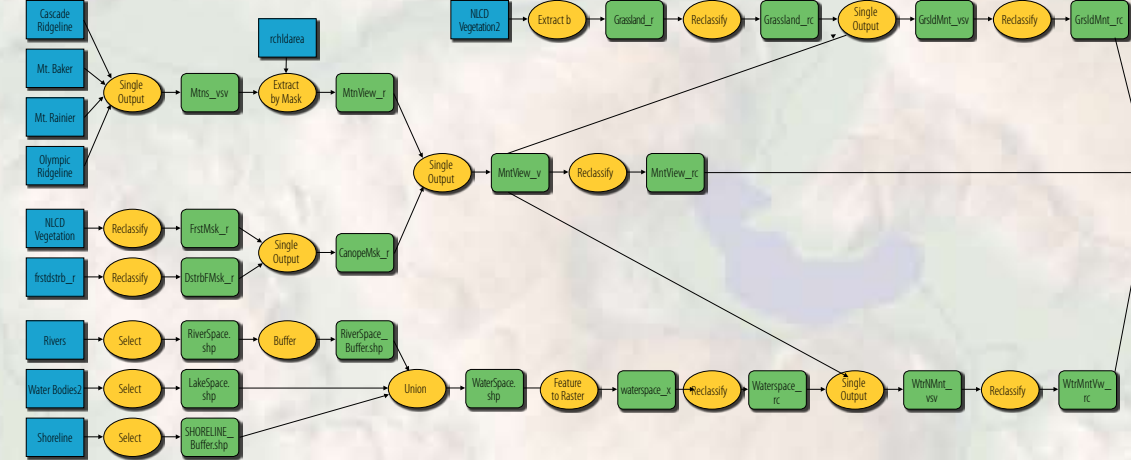 Cascade
Ridgeline
Mt. Baker
Mt. Rainier
Olympic
Ridgeline
Single
Output
Mtns_vsv
rchldarea
Extract
by Mask
MtnView_r
NLCD
Vegetation2
Extract b
Grassland_r
Reclassify
Grassland_rc
Single
Output
GrsldMnt_vsv
Reclassify
GrsldMnt_rc
Single
Output
MntView_v
Reclassify
MntView_rc
NLCD
Vegetation
Reclassify
FrstMsk_r
frstdstrb_r
Reclassify
DstrbFMsk_r
Single
Output
CanopeMsk_r
Rivers
Select
RiverSpace.
shp
Buffer
RiverSpace_
Buffer.shp
Water Bodies2
Select
LakeSpace.
shp
Shoreline
Select
SHORELINE_
Buffer.shp
Union
WaterSpace.
shp
Feature
to Raster
waterspace_x
Reclassify
Waterspace_
rc
Single
Output
WtrNMnt_
vsv
Reclassify
WtrMntVw_
rc